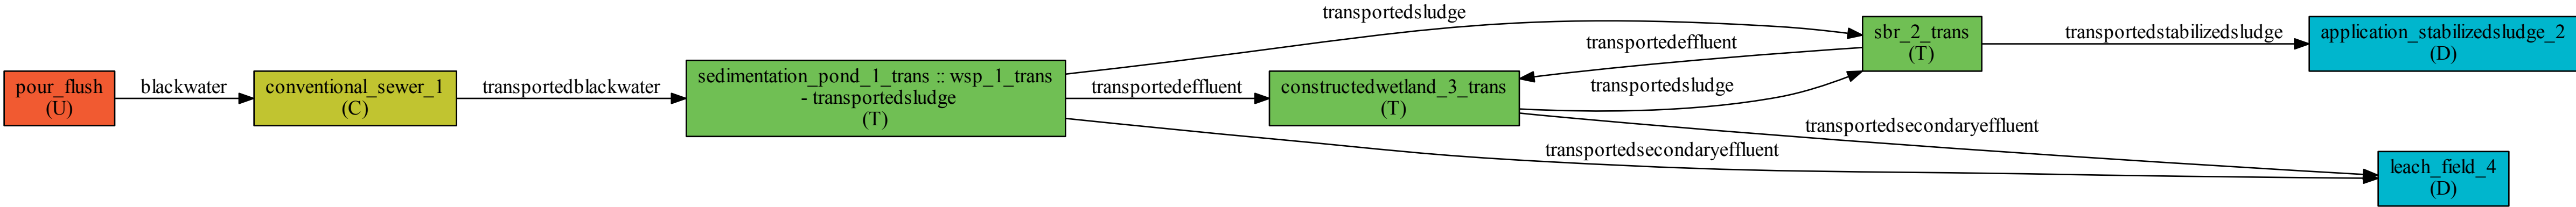 pour_flush
(U)
blackwater
conventional_sewer_1
(C)
transportedblackwater
sedimentation_pond_1_trans :: wsp_1_trans
- transportedsludge
(T)
transportedsludge
transportedeffluent
transportedsecondaryeffluent
constructedwetland_3_trans
(T)
transportedeffluent
transportedsludge
transportedsecondaryeffluent
sbr_2_trans
(T)
transportedstabilizedsludge
application_stabilizedsludge_2
(D)
leach_field_4
(D)